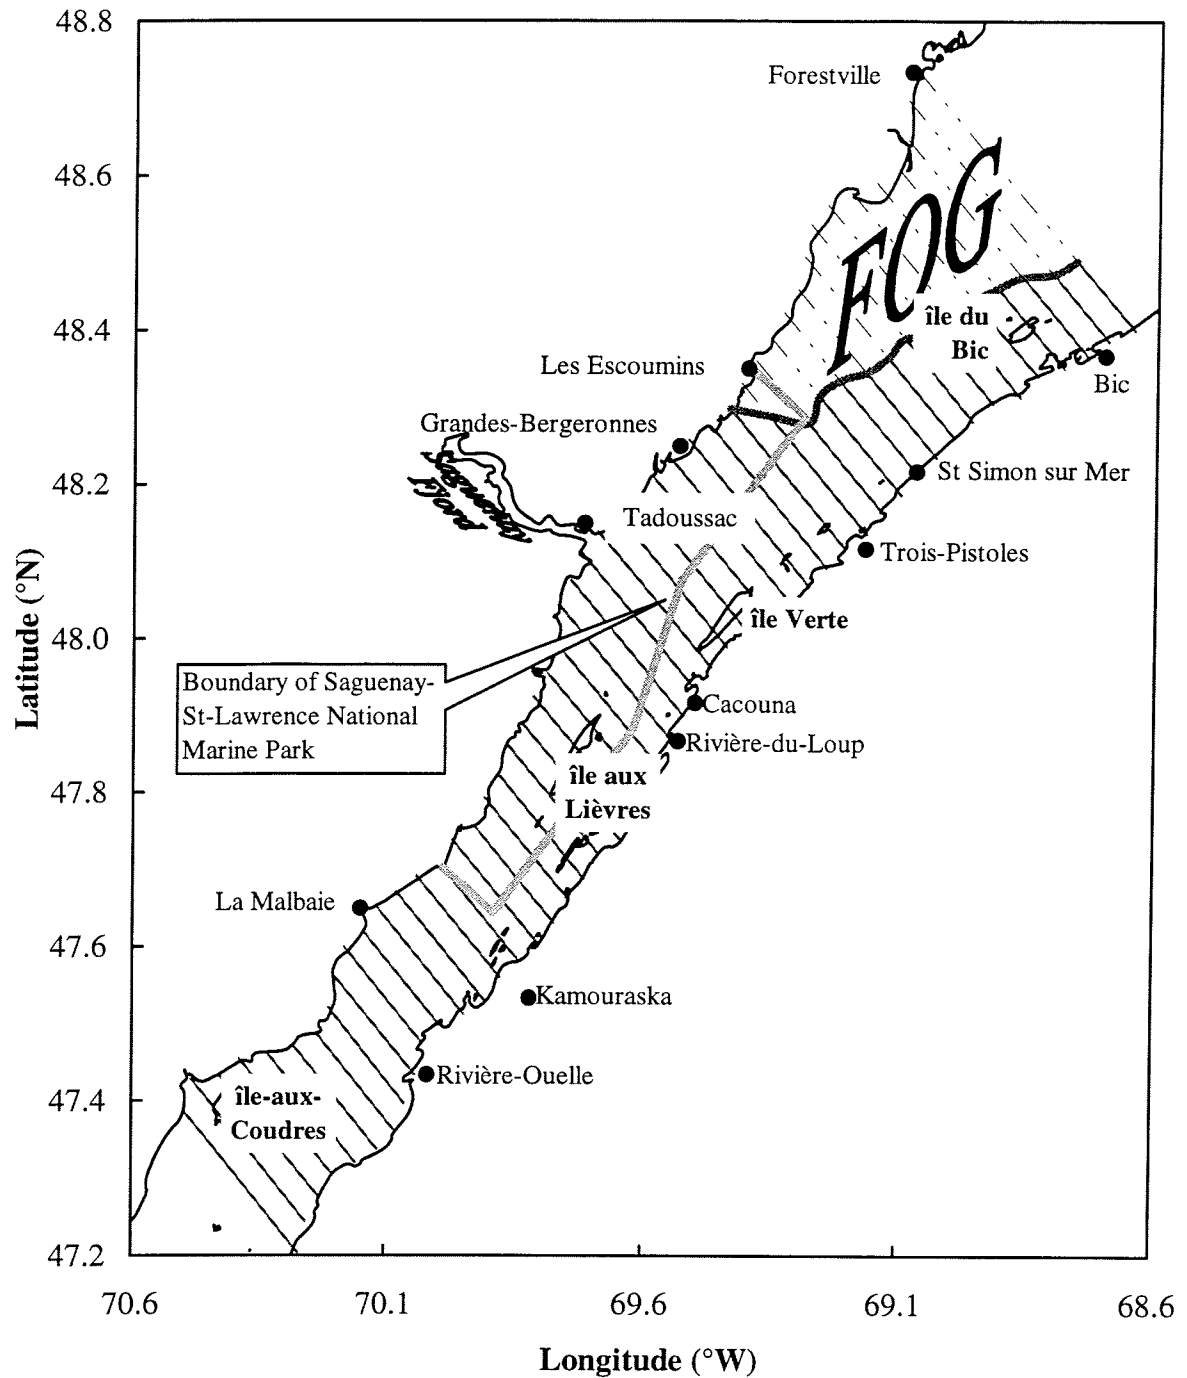 48.8
Forestville
48.6
FOG
île du
Bic
48.4
Les Escoumins
Bic
Grandes-Bergeronnes
Saguenay
Fjord
48.2
St Simon sur Mer
Tadoussac
Trois-Pistoles
île Verte
48.0
Latitude (°N)
Boundary of Saguenay-
St-Lawrence National
Marine Park
Cacouna
Rivière-du-Loup
île aux
Lièvres
47.8
La Malbaie
47.6
Kamouraska
Rivière-Ouelle
47.4
île-aux-
Coudres
47.2
70.6
70.1
69.6
69.1
68.6
Longitude (°W)